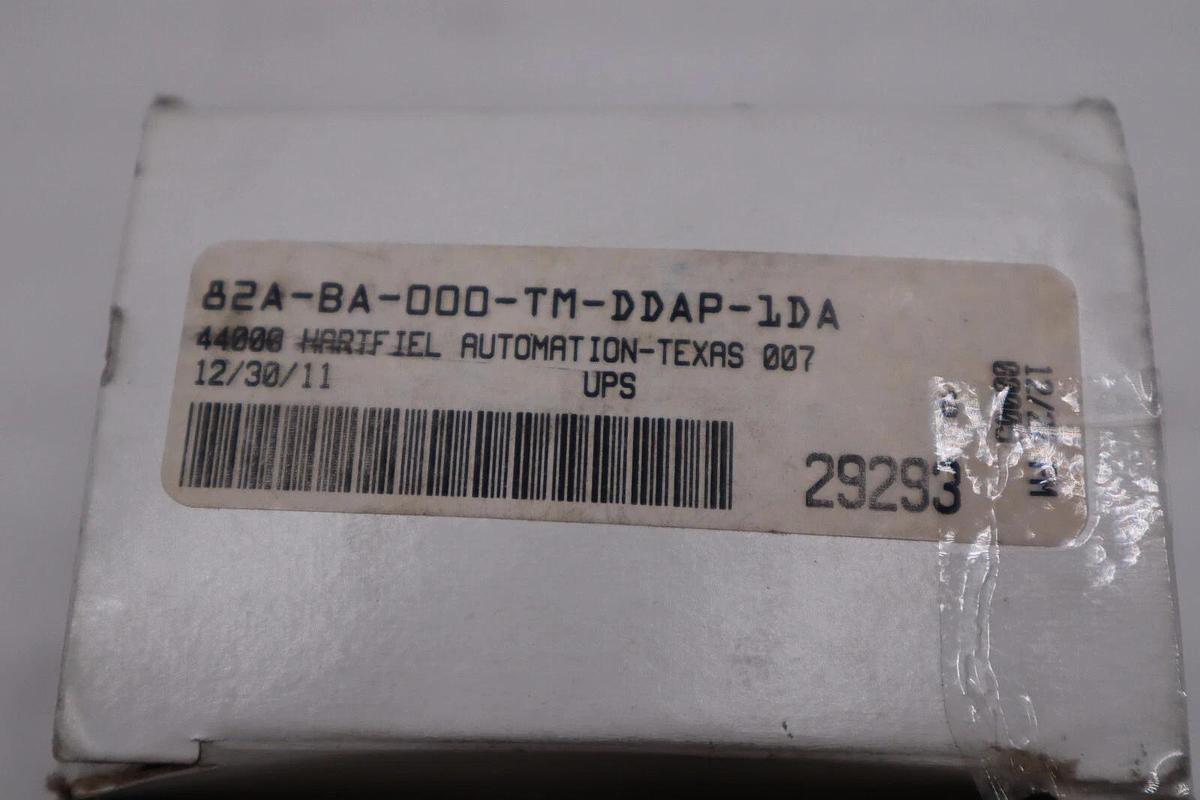 82A-BA-000-TM-DDAP-1DA
44000 HARTFIEL AUTOMATION-TEXAS 007
12/30/11 UPS
29293